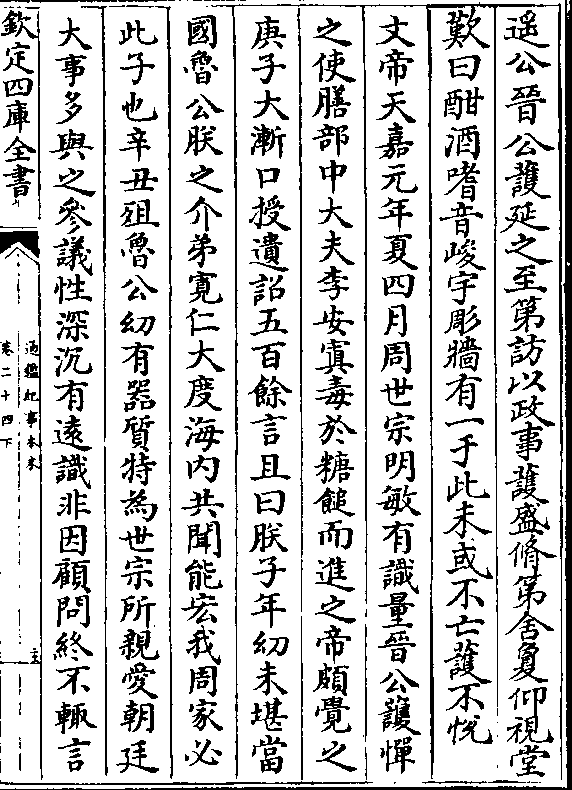 遥公晉公護延之至第訪以政事護盛脩第舍夐仰視堂
歎曰酣酒嗜音峻宇彫牆有一于此未或不亡護不悅
文帝天嘉元年夏四月周世宗明敏有識量晉公護憚
之使膳部中大夫李安寘毒於糖䭔而進之帝頗覺之
庚子大漸口授遺詔五百餘言且曰朕子年幼未堪當
國魯公朕之介弟寬仁大度海内共聞能宏我周家必
此子也辛丑殂魯公幼有器質特為世宗所親愛朝廷
大事多與之參議性深沉有遠識非因顧問終不輒言
欽定四庫全書
通鑑紀事本末
卷二十四下